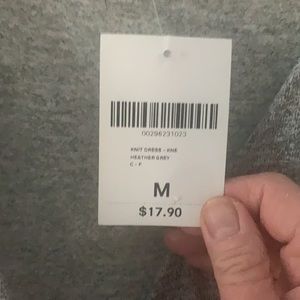 00296231023
KNIT DRESS - KNE
HEATHER GREY
C - F
M
$17.90